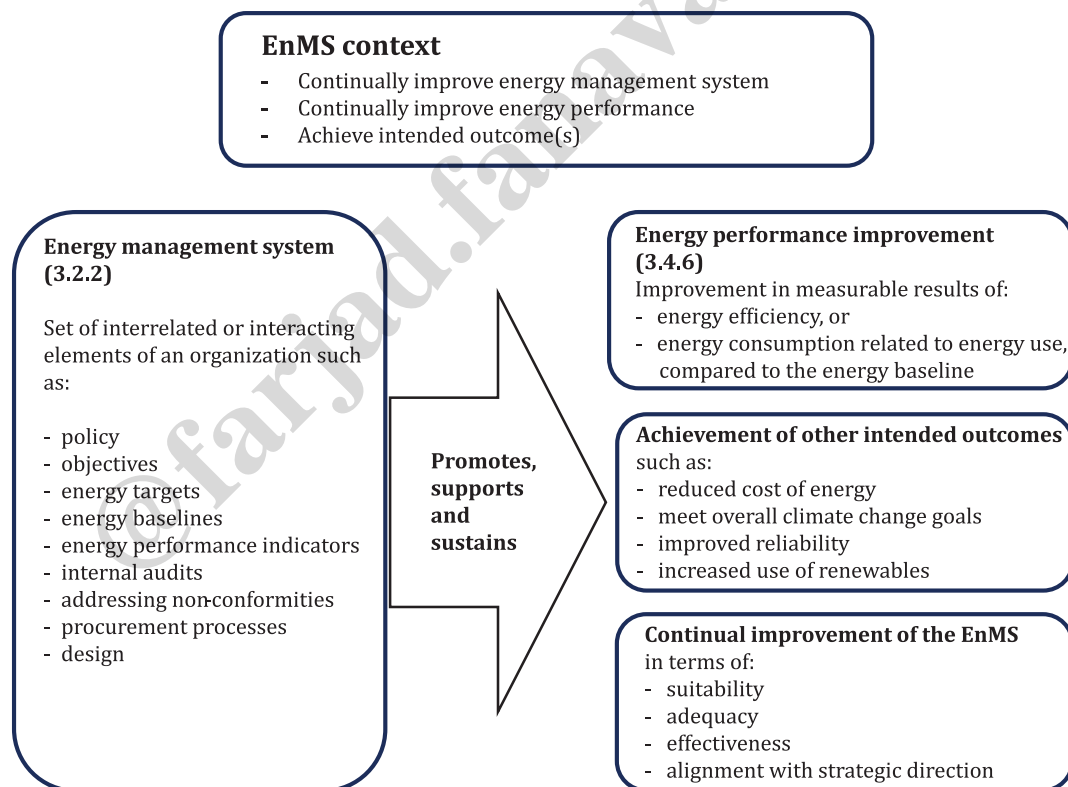 EnMS context
- Continually improve energy management system
- Continually improve energy performance
- Achieve intended outcome(s)
Energy management system
(3.2.2)
Set of interrelated or interacting
elements of an organization such
as:
- policy
- objectives
- energy targets
- energy baselines
- energy performance indicators
- internal audits
- addressing non-conformities
- procurement processes
- design
Promotes,
supports
and
sustains
Energy performance improvement
(3.4.6)
Improvement in measurable results of:
- energy efficiency, or
- energy consumption related to energy use,
compared to the energy baseline
Achievement of other intended outcomes
such as:
- reduced cost of energy
- meet overall climate change goals
- improved reliability
- increased use of renewables
Continual improvement of the EnMS
in terms of:
- suitability
- adequacy
- effectiveness
- alignment with strategic direction